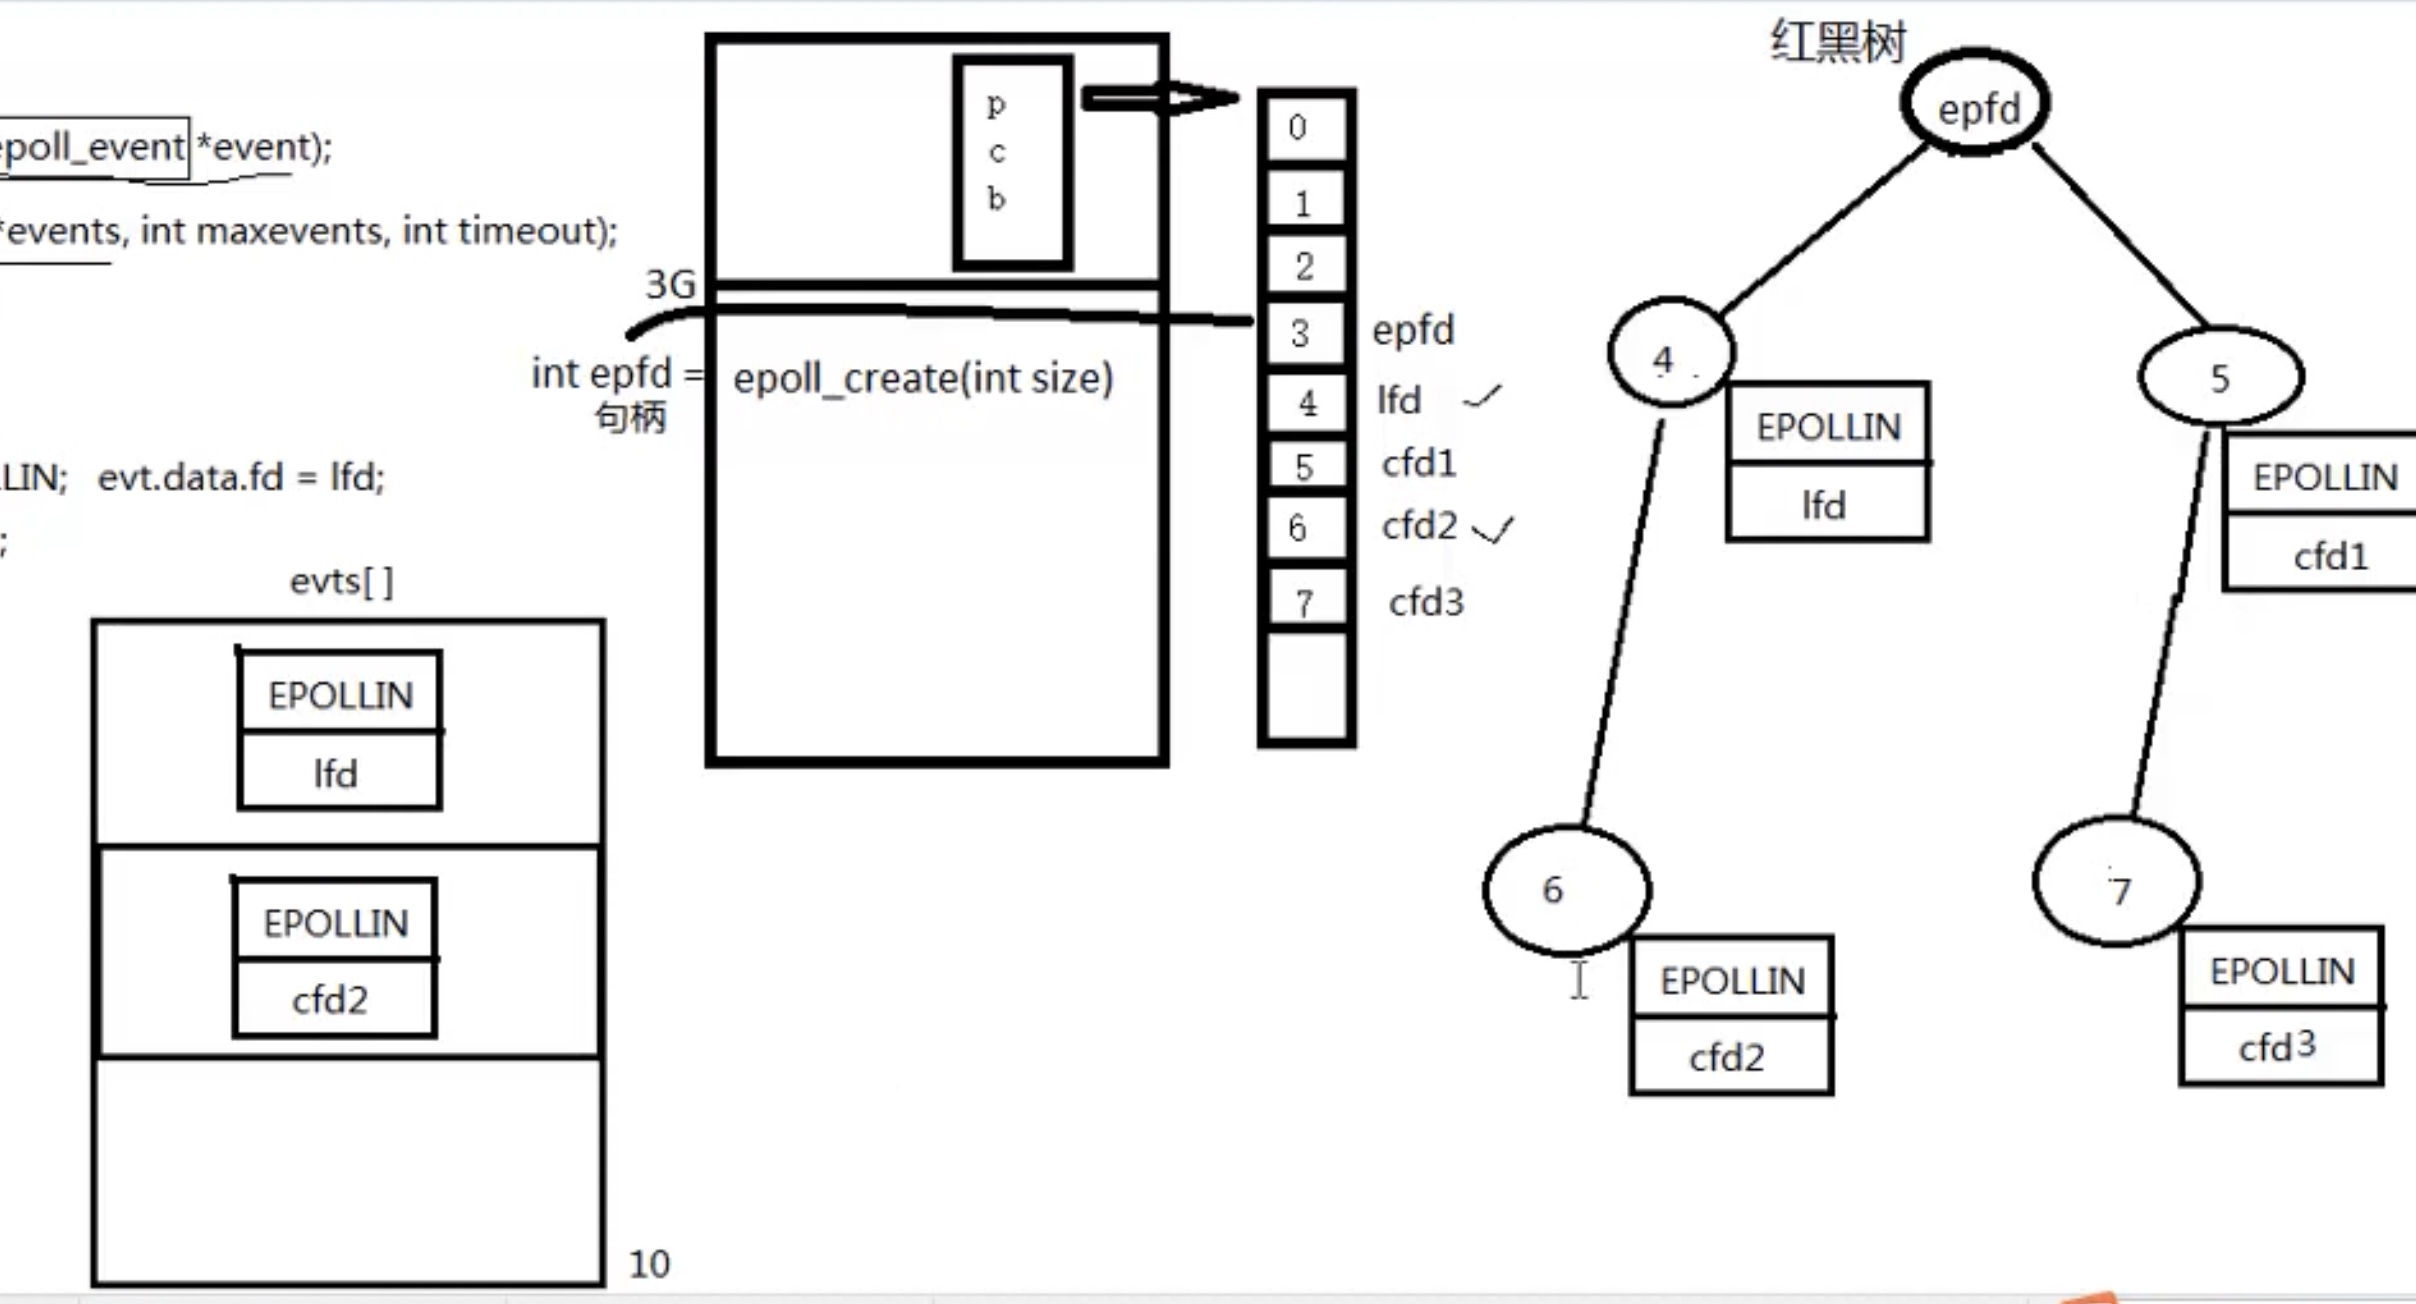 epoll_event *event);
*events, int maxevents, int timeout);
LIN; evt.data.fd = lfd;
;
evts[ ]
EPOLLIN
lfd
EPOLLIN
cfd2
10
p
c
b
3G
int epfd = epoll_create(int size)
句柄
0
1
2
3 epfd
4 lfd
5 cfd1
6 cfd2
7 cfd3
红黑树
epfd
4
EPOLLIN
lfd
5
EPOLLIN
cfd1
6
EPOLLIN
cfd2
7
EPOLLIN
cfd3